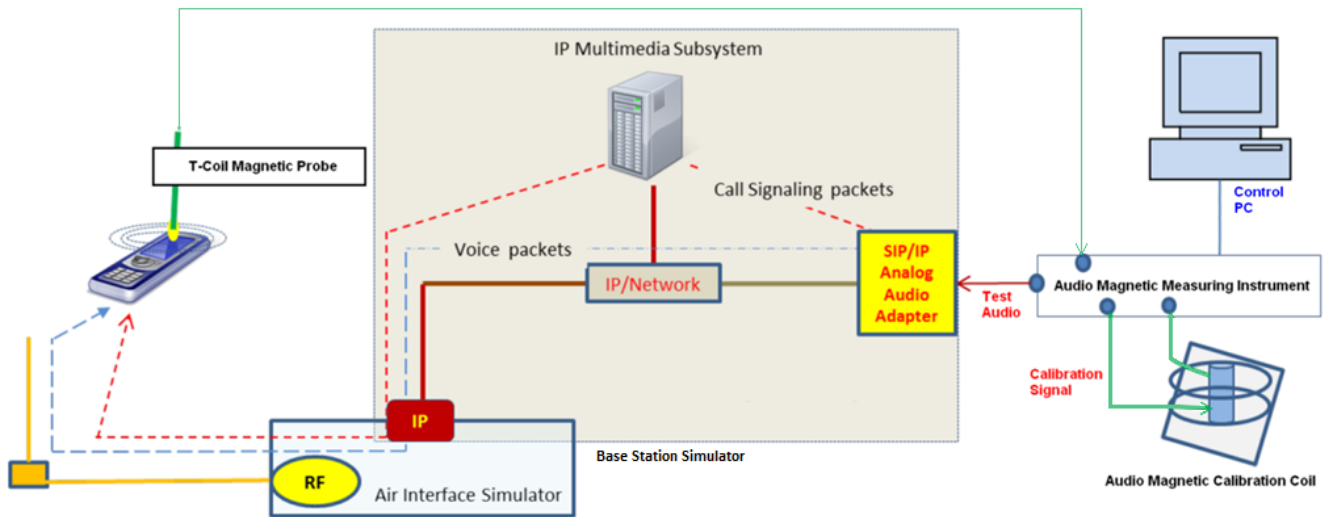 IP Multimedia Subsystem
T-Coil Magnetic Probe
Call Signaling packets
Control
PC
Voice packets
SIP/IP
Analog
Audio
Adapter
IP/Network
Test
Audio
Audio Magnetic Measuring Instrument
Calibration
Signal
IP
Base Station Simulator
RF
Air Interface Simulator
Audio Magnetic Calibration Coil